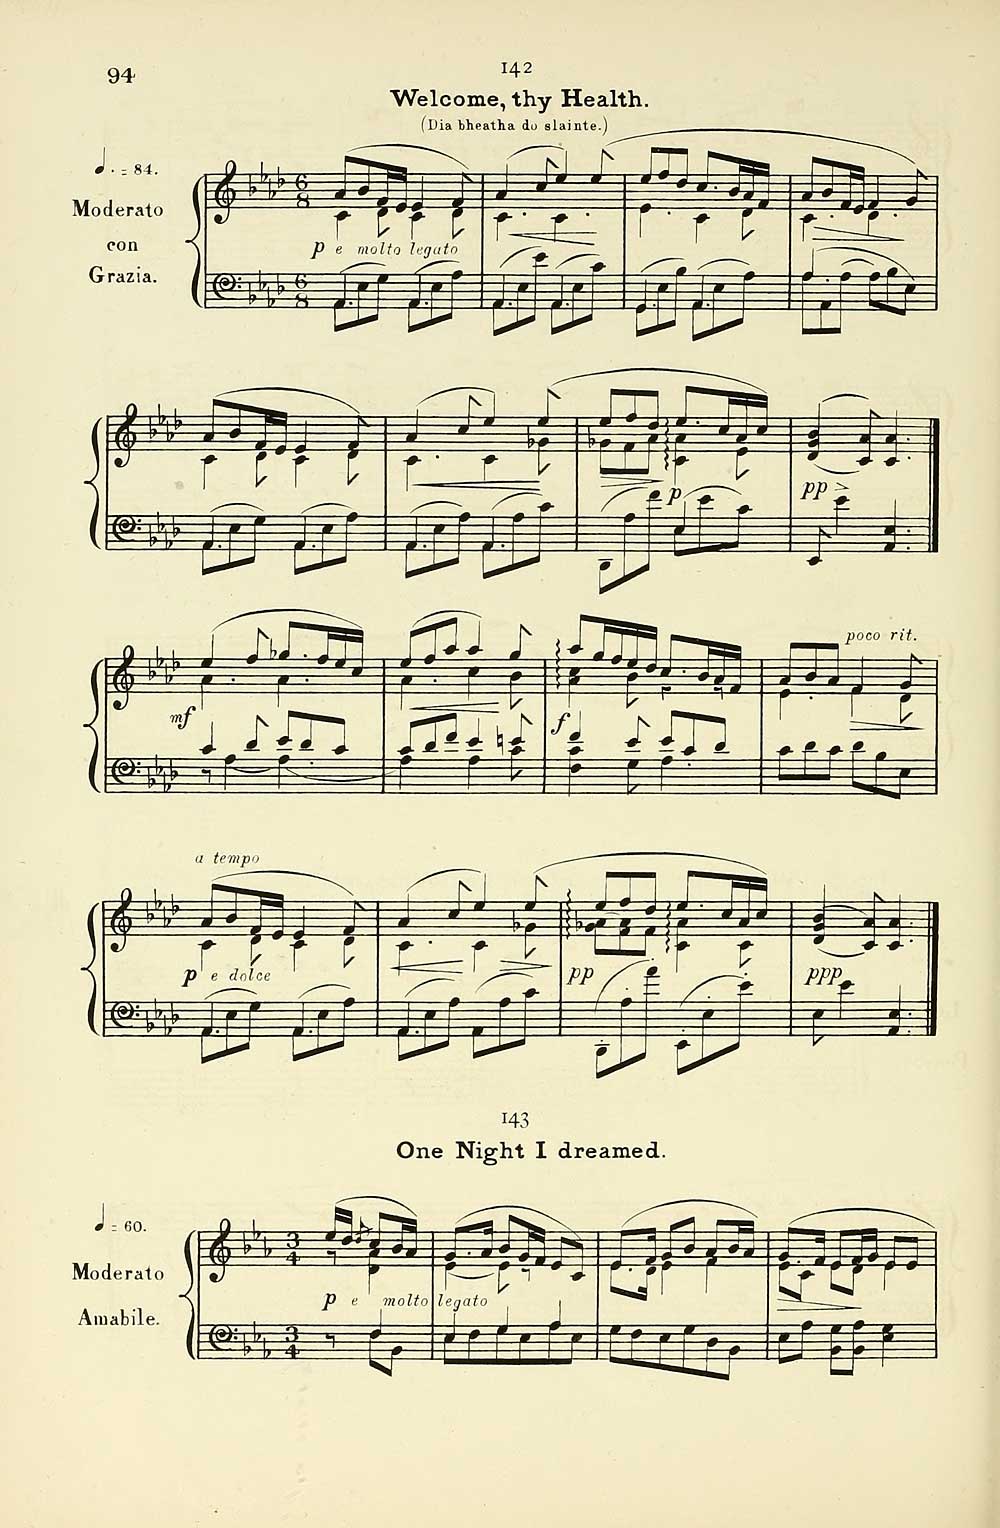 94
142
Welcome, thy Health.
(Dia bheatha do slainte.)
♩. = 84.
Moderato
con
Grazia.
p e molto legato
p
pp
poco rit.
mf
f
a tempo
p e dolce
pp
ppp
143
One Night I dreamed.
♩ = 60.
Moderato
Amabile.
p e molto legato